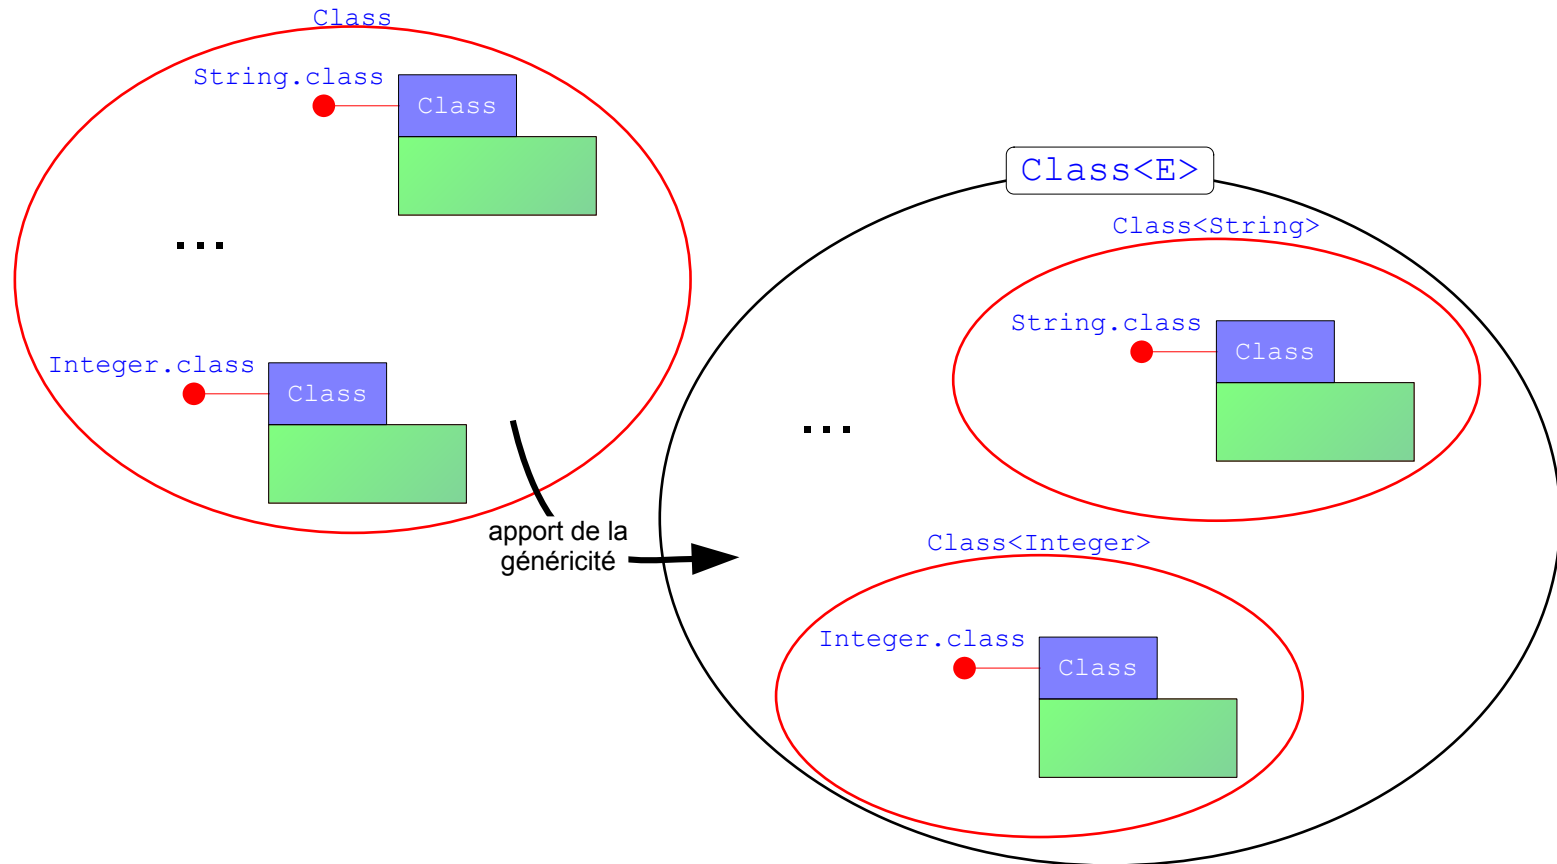 Class
String.class
Class
...
Integer.class
Class
apport de la
généricité
Class<E>
Class<String>
String.class
Class
...
Class<Integer>
Integer.class
Class